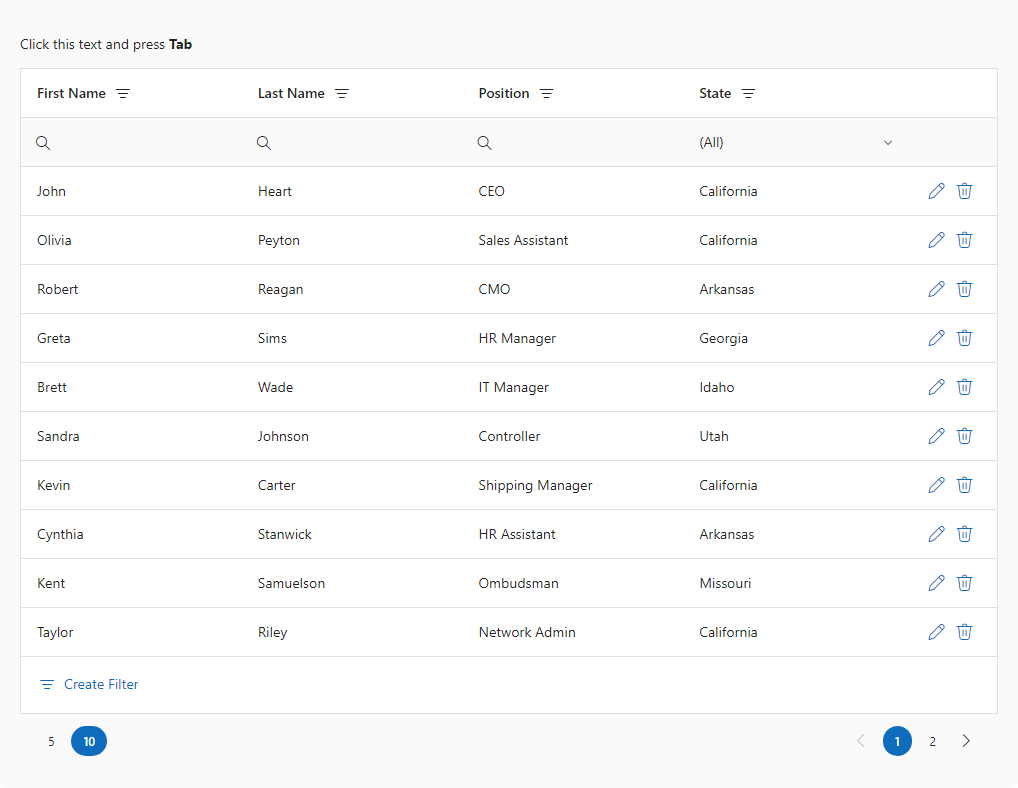 Click this text and press Tab
First Name Last Name Position State
(All)
John Heart CEO California
Olivia Peyton Sales Assistant California
Robert Reagan CMO Arkansas
Greta Sims HR Manager Georgia
Brett Wade IT Manager Idaho
Sandra Johnson Controller Utah
Kevin Carter Shipping Manager California
Cynthia Stanwick HR Assistant Arkansas
Kent Samuelson Ombudsman Missouri
Taylor Riley Network Admin California
Create Filter
5 10 1 2